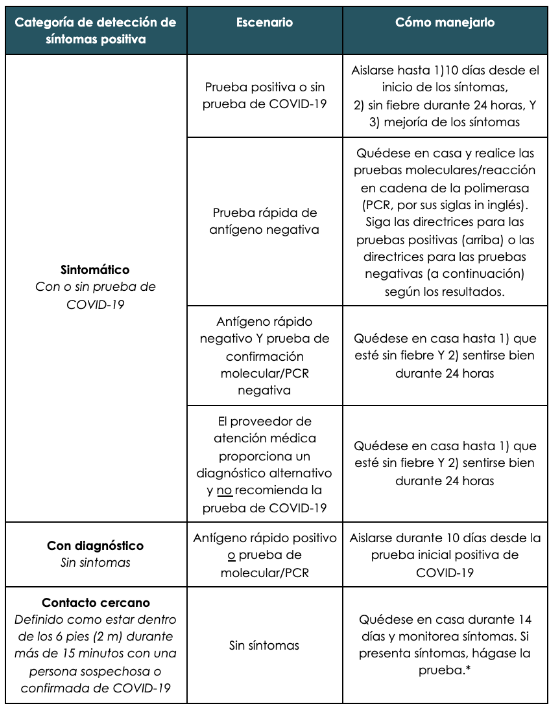 Categoría de detección de
síntomas positiva
Escenario
Cómo manejarlo
Sintomático
Con o sin prueba de
COVID-19
Prueba positiva o sin
prueba de COVID-19
Aislarse hasta 1)10 días desde el
inicio de los síntomas,
2) sin fiebre durante 24 horas, Y
3) mejoría de los síntomas
Prueba rápida de
antígeno negativa
Quédese en casa y realice las
pruebas moleculares/reacción
en cadena de la polimerasa
(PCR, por sus siglas in inglés).
Siga las directrices para las
pruebas positivas (arriba) o las
directrices para las pruebas
negativas (a continuación)
según los resultados.
Antígeno rápido
negativo Y prueba de
confirmación
molecular/PCR
negativa
Quédese en casa hasta 1) que
esté sin fiebre Y 2) sentirse bien
durante 24 horas
El proveedor de
atención médica
proporciona un
diagnóstico alternativo
y no recomienda la
prueba de COVID-19
Quédese en casa hasta 1) que
esté sin fiebre Y 2) sentirse bien
durante 24 horas
Con diagnóstico
Sin sintomas
Antígeno rápido positivo
o prueba de
molecular/PCR
Aislarse durante 10 días desde la
prueba inicial positiva de
COVID-19
Contacto cercano
Definido como estar dentro
de los 6 pies (2 m) durante
más de 15 minutos con una
persona sospechosa o
confirmada de COVID-19
Sin síntomas
Quédese en casa durante 14
días y monitorea síntomas. Si
presenta síntomas, hágase la
prueba.*